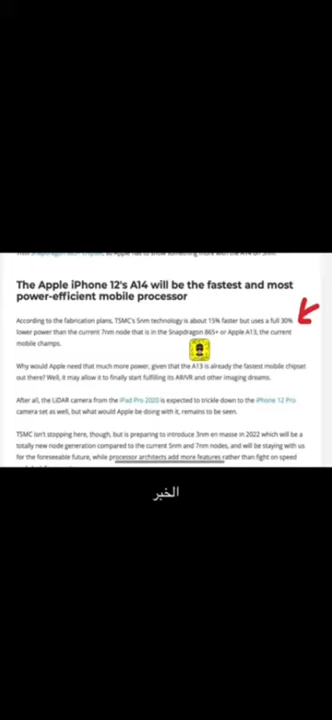 The Apple iPhone 12's A14 will be the fastest and most
power-efficient mobile processor
According to the fabrication plans, TSMC's 5nm technology is about 15% faster but uses a full 30%
lower power than the current 7nm node that is in the Snapdragon 865+ or Apple A13, the current
mobile champs.
Why would Apple need that much more power, given that the A13 is already the fastest mobile chipset
out there? Well, it may allow it to finally start fulfilling its AR/VR and other imaging dreams.
After all, the LiDAR camera from the iPad Pro 2020 is expected to trickle down to the iPhone 12 Pro
camera set as well, but what would Apple be doing with it, remains to be seen.
TSMC isn't stopping here, though, but is preparing to introduce 3nm en masse in 2022 which will be a
totally new node generation compared to the current 5nm and 7nm nodes, and will be staying with us
for the foreseeable future, while processor architects add more features rather than fight on speed
الخبر